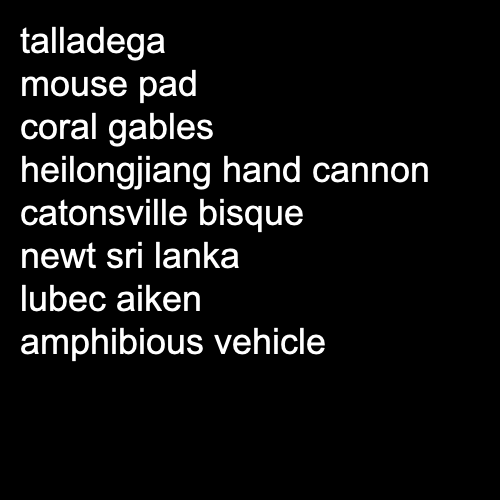 talladega
mouse pad
coral gables
heilongjiang hand cannon
catonsville bisque
newt sri lanka
lubec aiken
amphibious vehicle